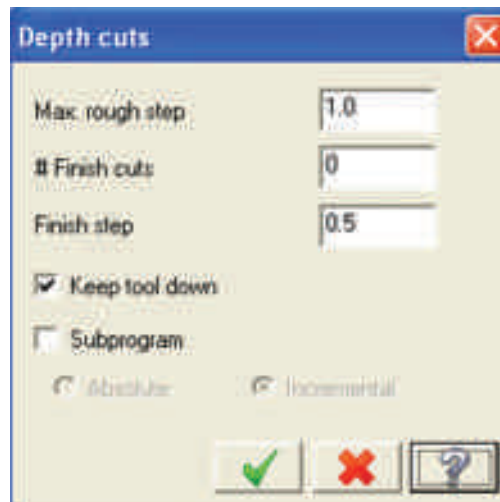 Depth cuts
Max. rough step 1.0
# Finish cuts 0
Finish step 0.5
Keep tool down
Subprogram
Absolute Incremental